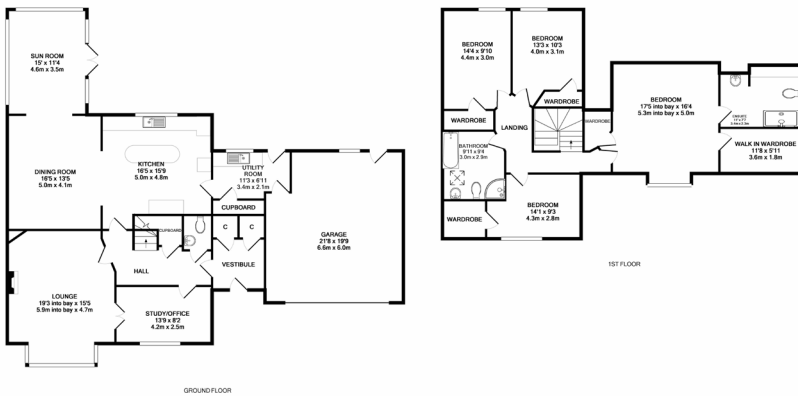 SUN ROOM
15' x 11'4
4.6m x 3.5m
DINING ROOM
16'5 x 13'5
5.0m x 4.1m
KITCHEN
16'5 x 15'9
5.0m x 4.8m
UTILITY
ROOM
11'3 x 6'11
3.4m x 2.1m
CUPBOARD
CUPBOARD
C
C
GARAGE
21'8 x 19'9
6.6m x 6.0m
HALL
VESTIBULE
LOUNGE
19'3 into bay x 15'5
5.9m into bay x 4.7m
STUDY/OFFICE
13'9 x 8'2
4.2m x 2.5m
GROUND FLOOR
BEDROOM
14'4 x 9'10
4.4m x 3.0m
BEDROOM
13'3 x 10'3
4.0m x 3.1m
WARDROBE
WARDROBE
LANDING
BATHROOM
9'11 x 9'4
3.0m x 2.9m
WARDROBE
BEDROOM
17'5 into bay x 16'4
5.3m into bay x 5.0m
ENSUITE
WALK IN WARDROBE
11'8 x 5'11
3.6m x 1.8m
BEDROOM
14'1 x 9'3
4.3m x 2.8m
WARDROBE
1ST FLOOR